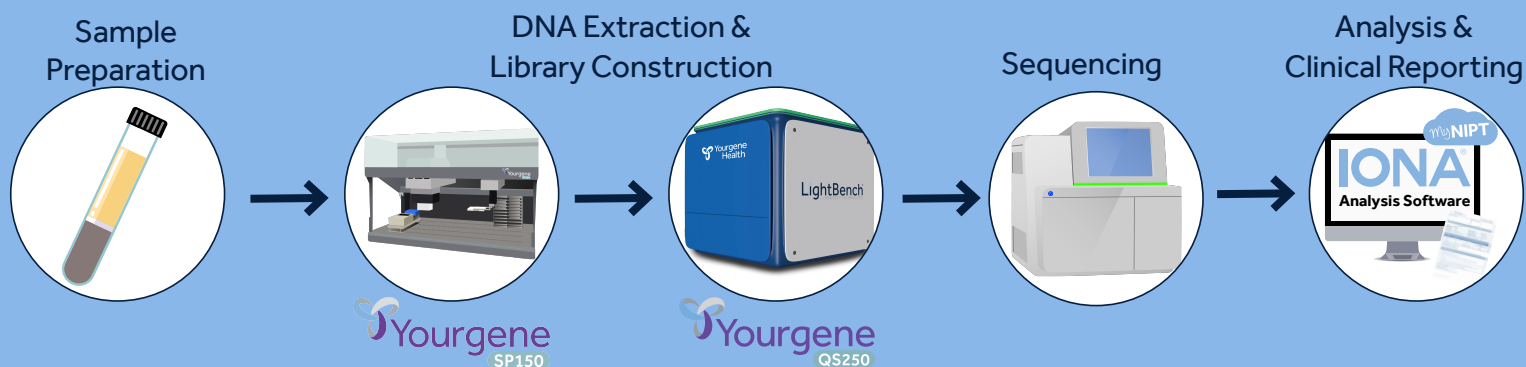 Sample
Preparation
DNA Extraction &
Library Construction
Sequencing
Analysis &
Clinical Reporting
Yourgene
Yourgene
Health
LightBench
MyNIPT
IONA®
Analysis Software
Yourgene
SP150
Yourgene
QS250